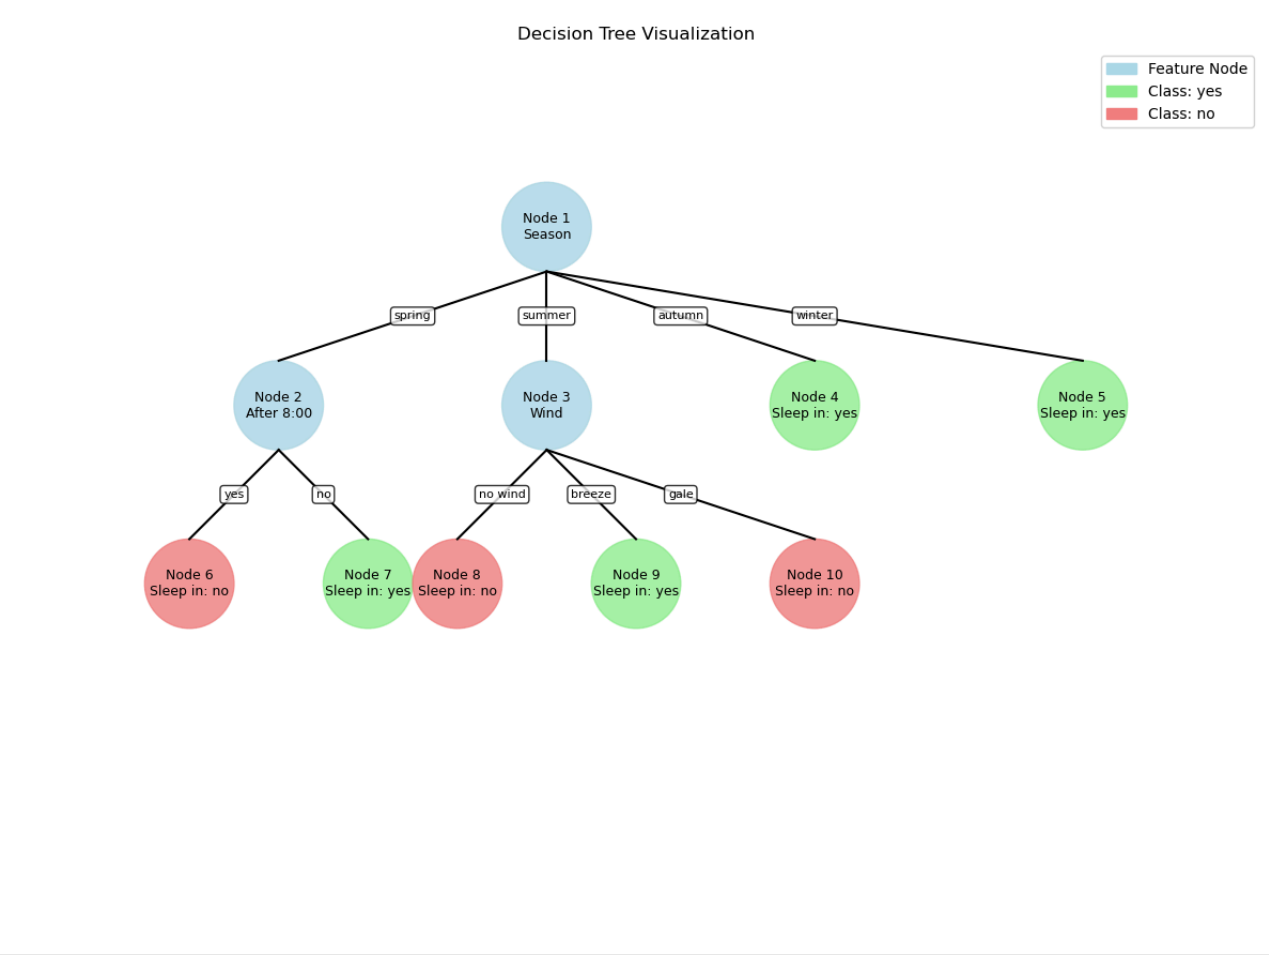 Decision Tree Visualization
Feature Node
Class: yes
Class: no
Node 1
Season
spring
summer
autumn
winter
Node 2
After 8:00
Node 3
Wind
Node 4
Sleep in: yes
Node 5
Sleep in: yes
yes
no
no wind
breeze
gale
Node 6
Sleep in: no
Node 7
Sleep in: yes
Node 8
Sleep in: no
Node 9
Sleep in: yes
Node 10
Sleep in: no